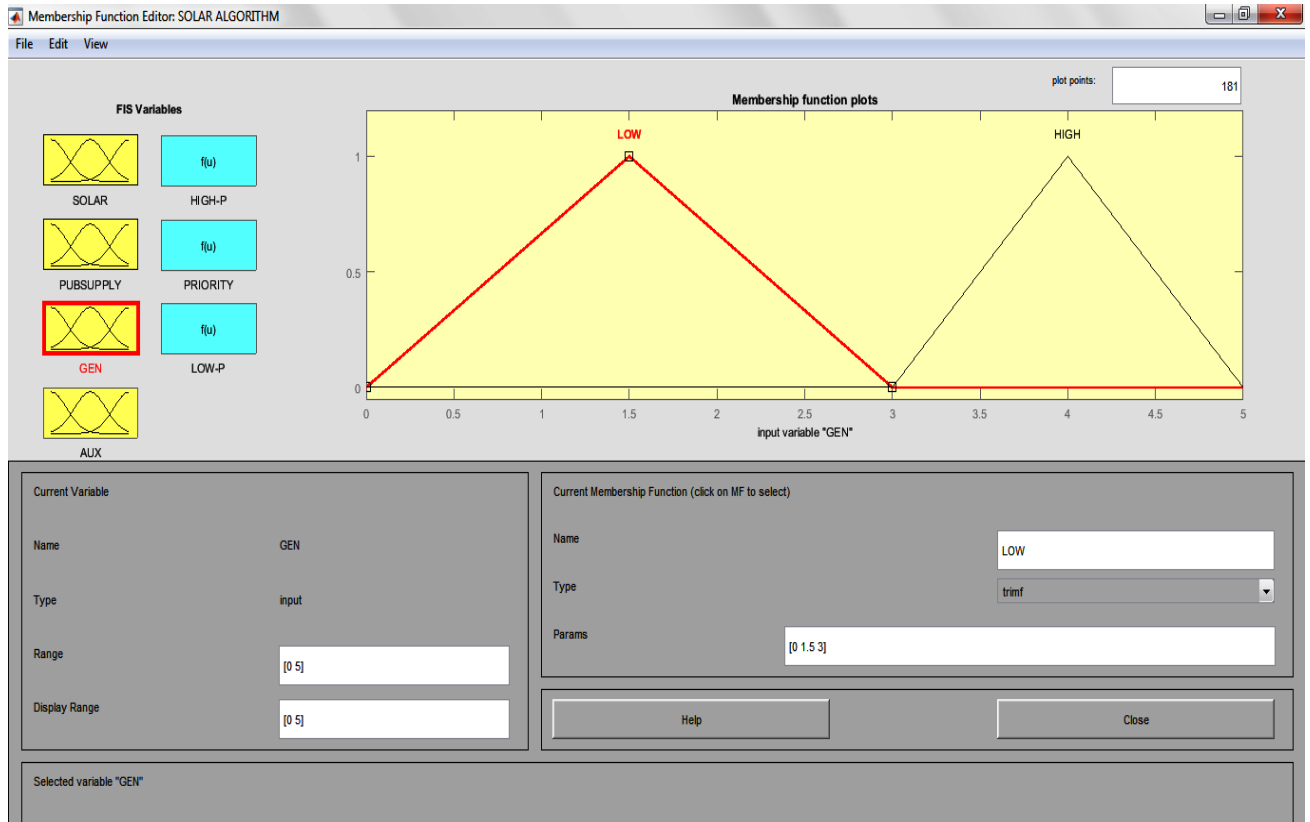 Membership Function Editor: SOLAR ALGORITHM
File Edit View
plot points: 181
FIS Variables
f(u)
SOLAR HIGH-P
f(u)
PUBSUPPLY PRIORITY
f(u)
GEN LOW-P
AUX
Membership function plots
LOW HIGH
1
0.5
0
0 0.5 1 1.5 2 2.5 3 3.5 4 4.5 5
input variable "GEN"
Current Variable
Name GEN
Type input
Range [0 5]
Display Range [0 5]
Current Membership Function (click on MF to select)
Name LOW
Type trimf
Params [0 1.5 3]
Help Close
Selected variable "GEN"